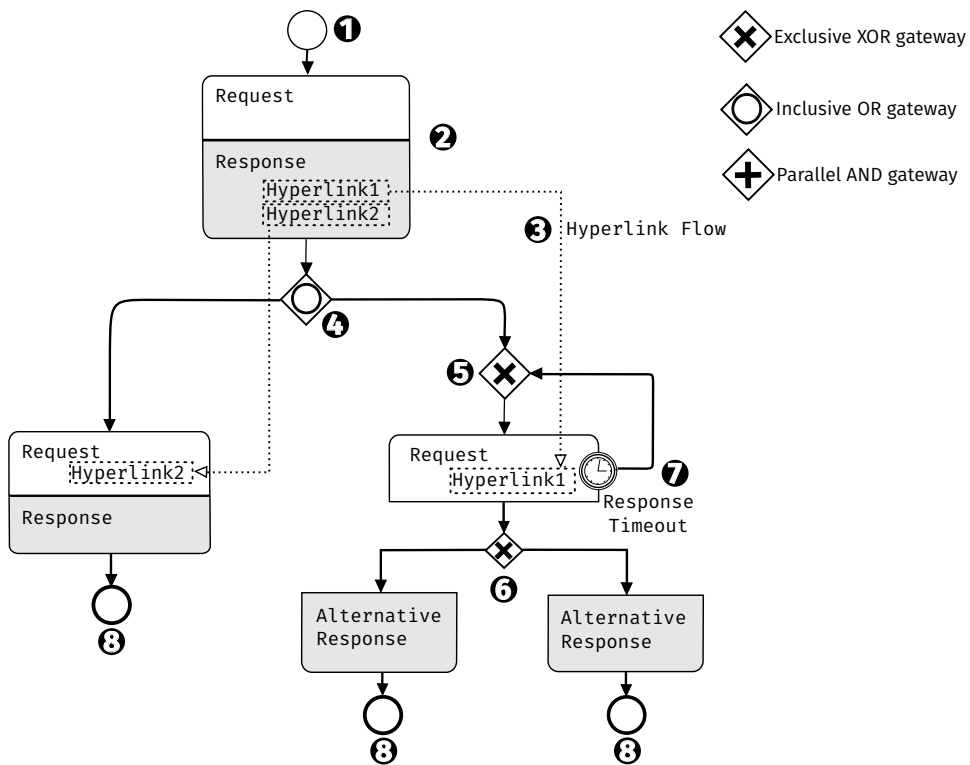 1
Exclusive XOR gateway
Request
Inclusive OR gateway
2
Response
Parallel AND gateway
Hyperlink1
Hyperlink2
3 Hyperlink Flow
4
5
Request
Hyperlink2
Response
Request
Hyperlink1
7
Response
Timeout
6
Alternative
Response
Alternative
Response
8
8
8